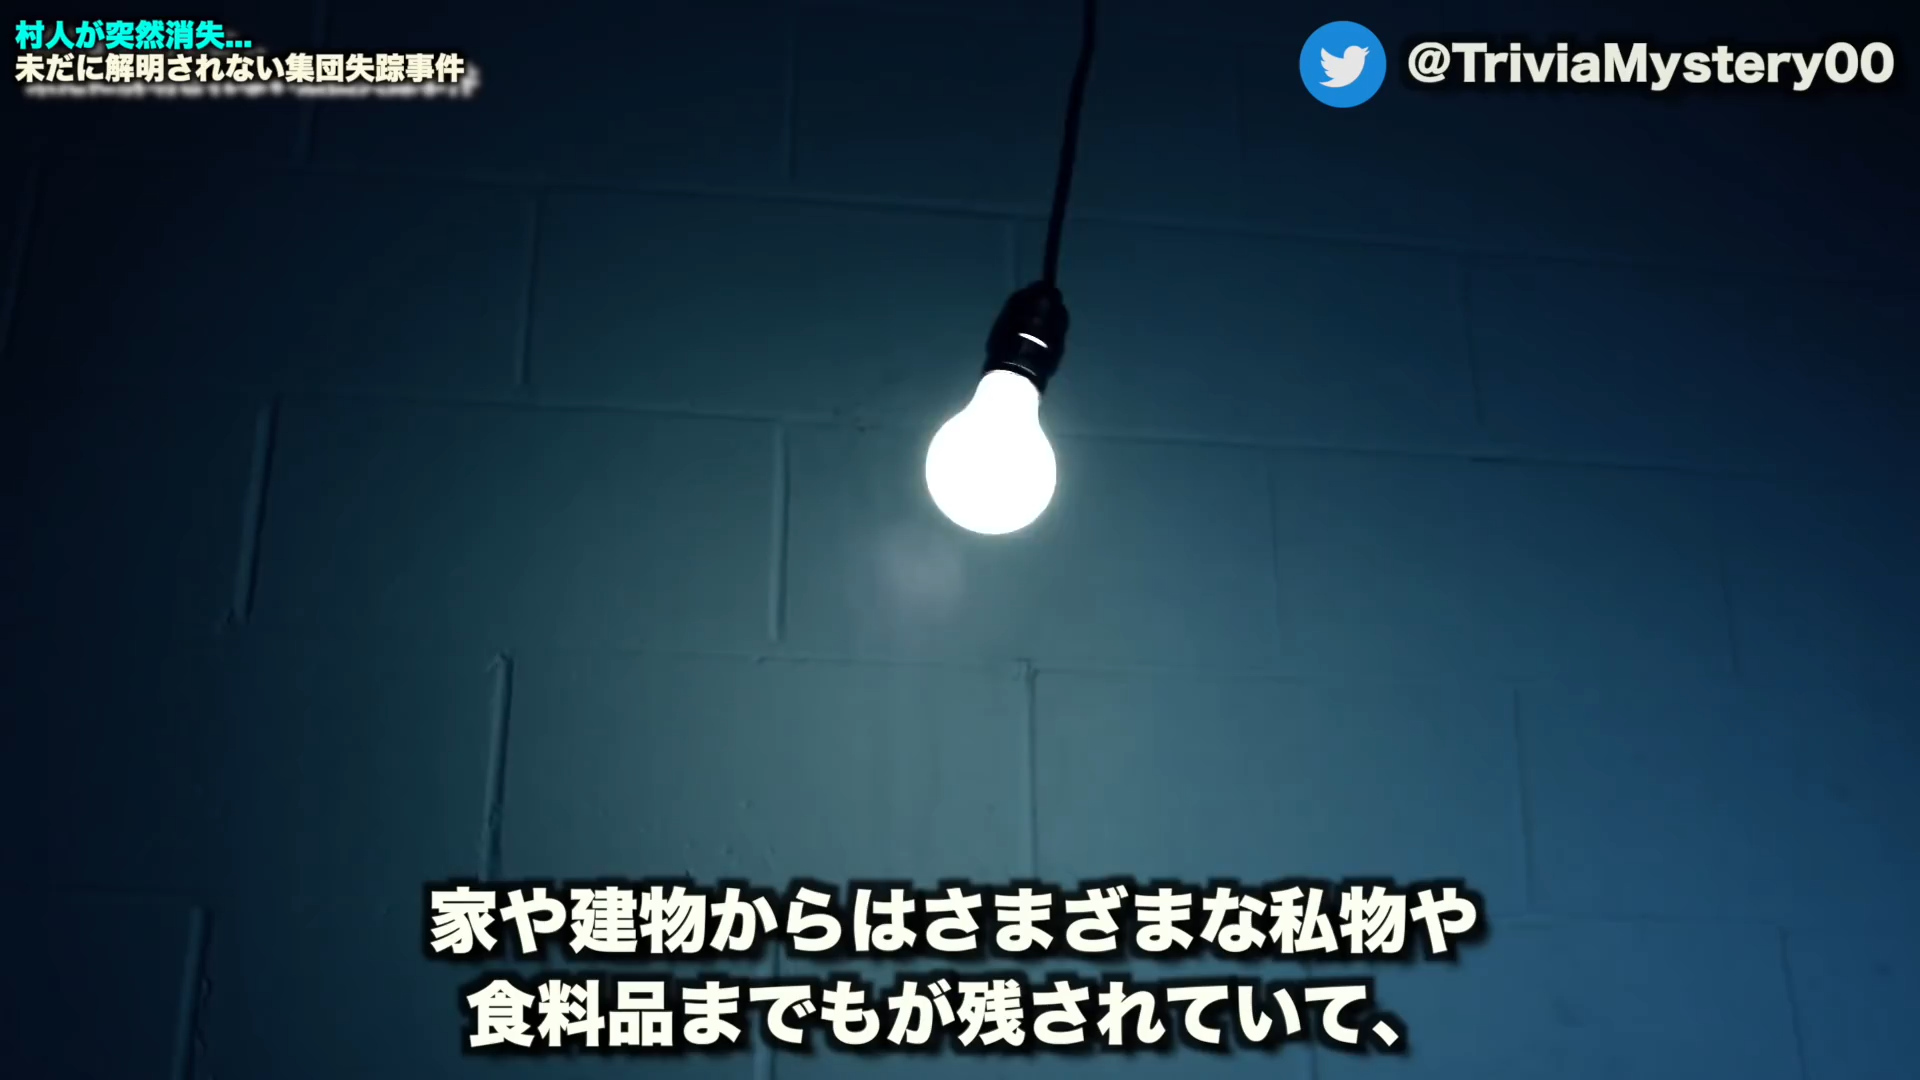 村人が突然消失...
未だに解明されない集団失踪事件
@TriviaMystery00
家や建物からはさまざまな私物や
食料品までもが残されていて、